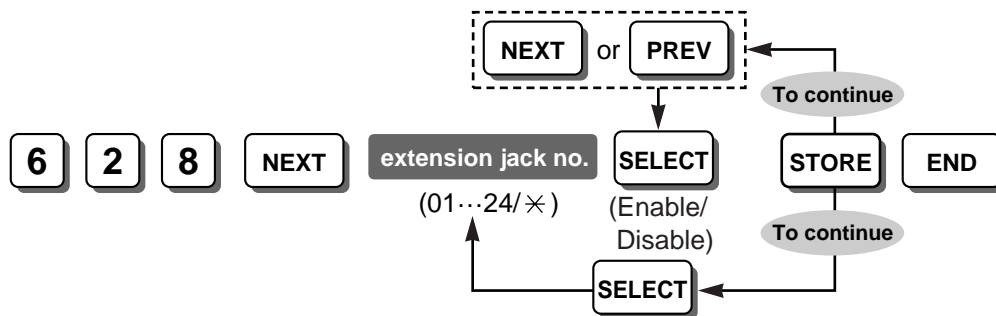 NEXT or PREV
To continue
6 2 8 NEXT extension jack no. SELECT STORE END
(01···24/✳)
(Enable/
Disable)
To continue
SELECT